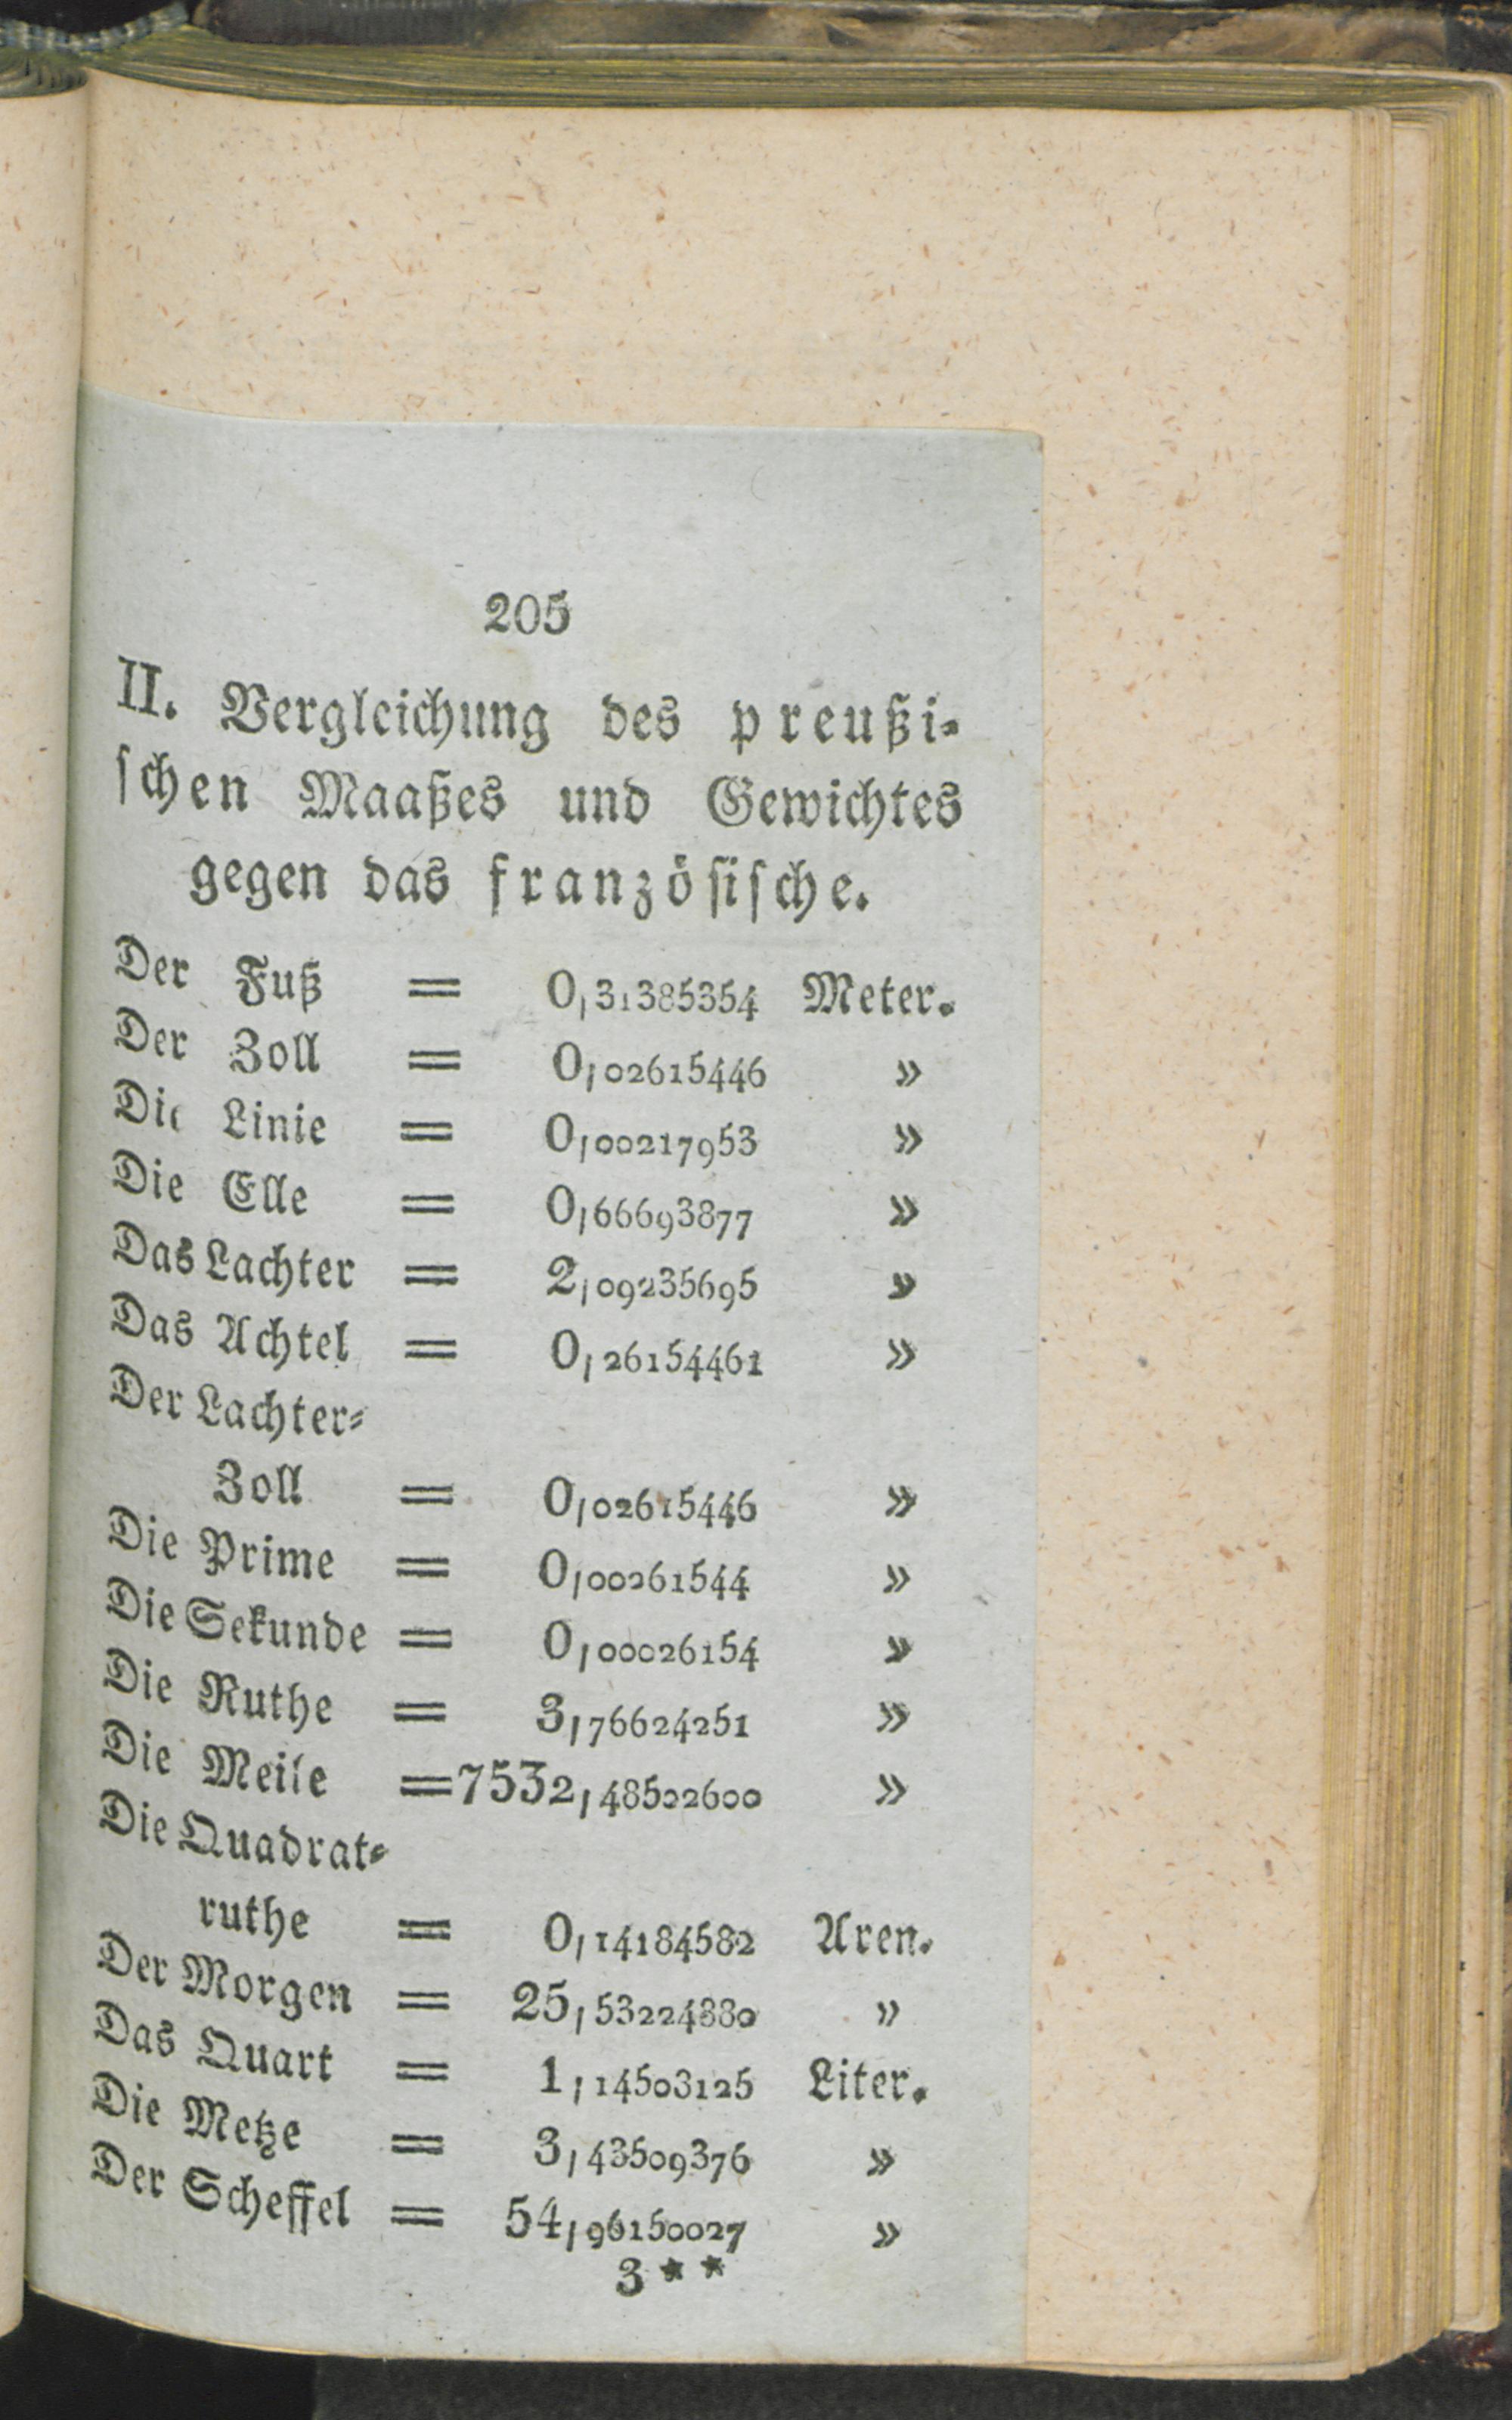 205
II. Vergleichung des preußi-
schen Maaßes und Gewichtes
gegen das französische.
Der Fuß = 0,31385354 Meter.
Der Zoll = 0,02615446 »
Die Linie = 0,00217953 »
Die Elle = 0,66693877 »
Das Lachter = 2,09235695 »
Das Achtel = 0,26154461 »
Der Lachter-
Zoll = 0,02615446 »
Die Prime = 0,00261544 »
Die Sekunde = 0,00026154 »
Die Ruthe = 3,76624251 »
Die Meile = 7532,48502600 »
Die Quadrat-
ruthe = 0,14184582 Aren.
Der Morgen = 25,53224880 »
Das Quart = 1,14503125 Liter.
Die Metze = 3,43509376 »
Der Scheffel = 54,96150027 »
3**